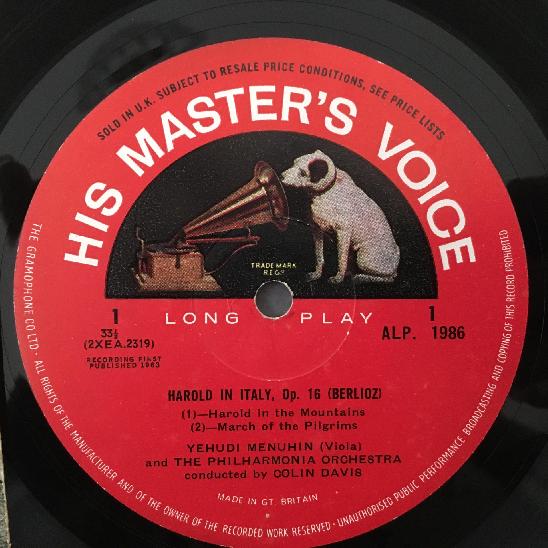 SOLD IN U.K. SUBJECT TO RESALE PRICE CONDITIONS, SEE PRICE LISTS
HIS MASTER'S VOICE
TRADEMARK
REGD
1
LONG PLAY
1
33⅓
(2XEA.2319)
ALP. 1986
RECORDING FIRST
PUBLISHED 1963
HAROLD IN ITALY, Op. 16 (BERLIOZ)
(1)—Harold in the Mountains
(2)—March of the Pilgrims
YEHUDI MENUHIN (Viola)
and THE PHILHARMONIA ORCHESTRA
conducted by COLIN DAVIS
MADE IN GT. BRITAIN
THE GRAMOPHONE CO LTD · ALL RIGHTS OF THE MANUFACTURER AND OF THE OWNER OF THE RECORDED WORK RESERVED · UNAUTHORISED PUBLIC PERFORMANCE BROADCASTING AND COPYING OF THIS RECORD PROHIBITED